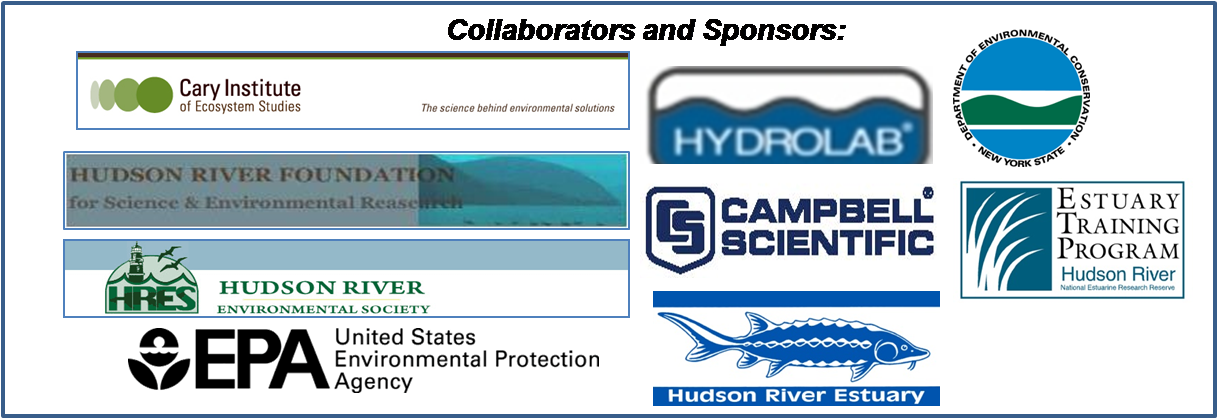 Collaborators and Sponsors:
Cary Institute
of Ecosystem Studies
The science behind environmental solutions
HUDSON RIVER FOUNDATION
for Science & Environmental Reasearch
HRES
HUDSON RIVER
ENVIRONMENTAL SOCIETY
EPA
United States
Environmental Protection
Agency
HYDROLAB®
CS
CAMPBELL®
SCIENTIFIC
Hudson River Estuary
DEPARTMENT OF ENVIRONMENTAL CONSERVATION
• NEW YORK STATE •
ESTUARY
TRAINING
PROGRAM
Hudson River
National Estuarine Research Reserve